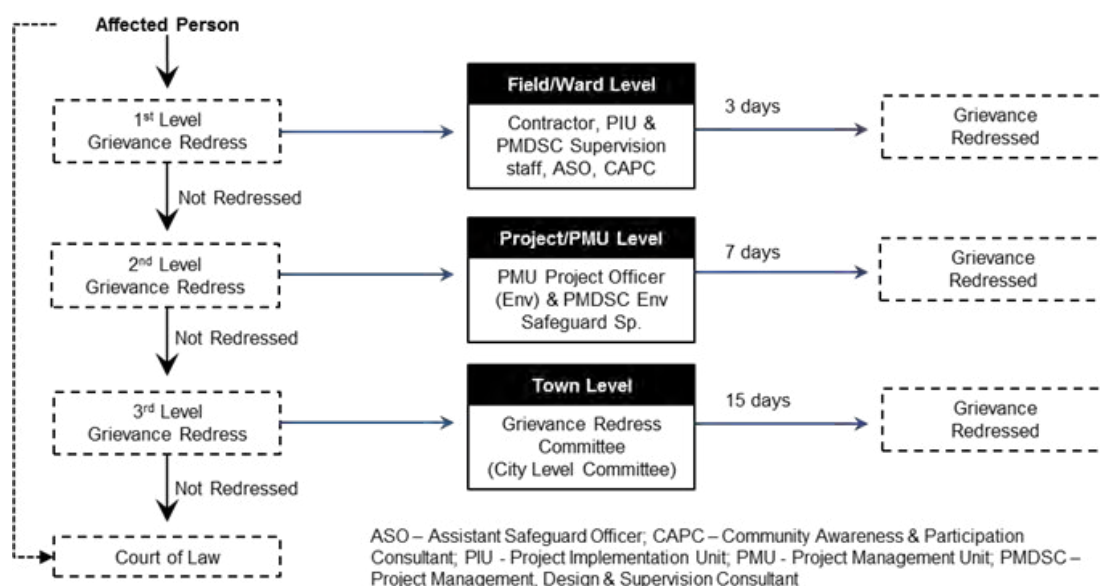 Affected Person
1st Level
Grievance Redress
Field/Ward Level
Contractor, PIU &
PMDSC Supervision
staff, ASO, CAPC
3 days
Grievance
Redressed
Not Redressed
2nd Level
Grievance Redress
Project/PMU Level
PMU Project Officer
(Env) & PMDSC Env
Safeguard Sp.
7 days
Grievance
Redressed
Not Redressed
3rd Level
Grievance Redress
Town Level
Grievance Redress
Committee
(City Level Committee)
15 days
Grievance
Redressed
Not Redressed
Court of Law
ASO – Assistant Safeguard Officer; CAPC – Community Awareness & Participation
Consultant; PIU - Project Implementation Unit; PMU - Project Management Unit; PMDSC –
Project Management, Design & Supervision Consultant